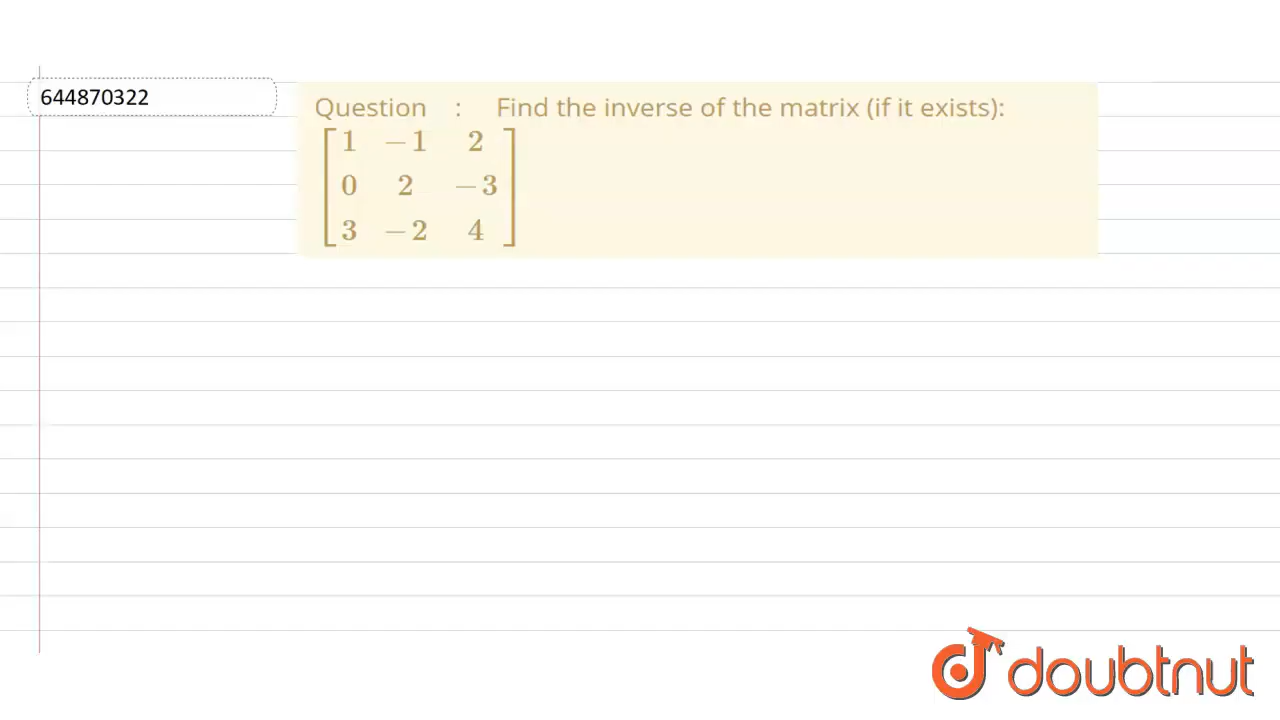 644870322
Question : Find the inverse of the matrix (if it exists):
1 −1 2
0 2 −3
3 −2 4
doubtnut